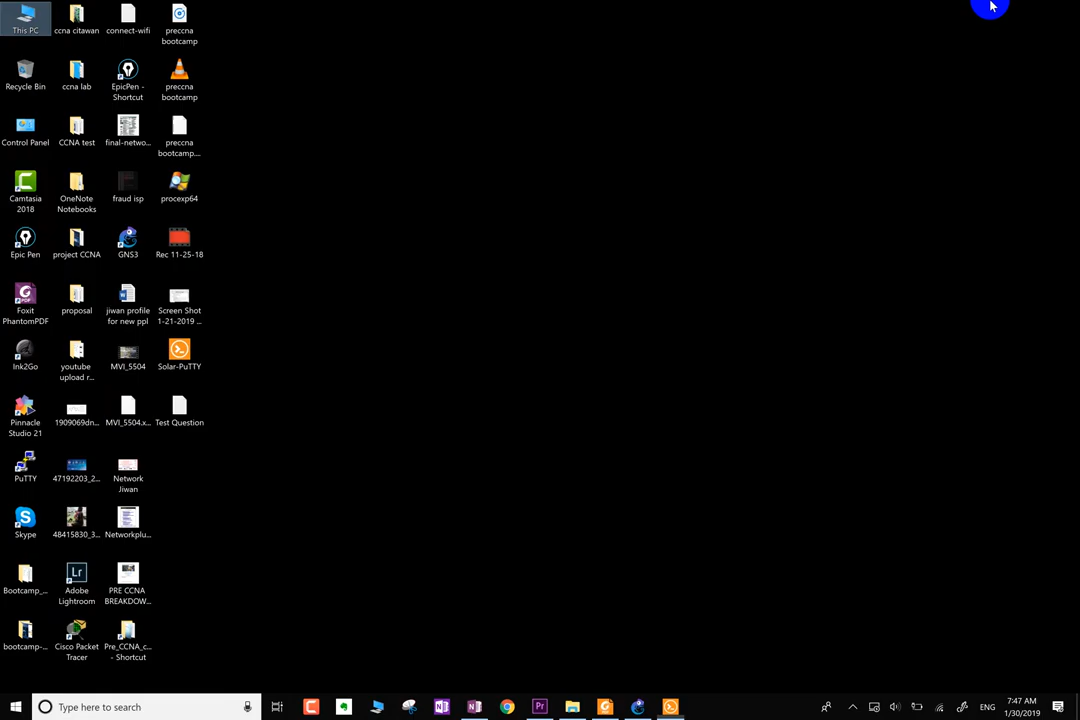 This PC
ccna citawan
connect-wifi
preccna
bootcamp
Recycle Bin
ccna lab
EpicPen -
Shortcut
preccna
bootcamp
Control Panel
CCNA test
final-netwo...
preccna
bootcamp....
Camtasia
2018
OneNote
Notebooks
fraud isp
procexp64
Epic Pen
project CCNA
GNS3
Rec 11-25-18
Foxit
PhantomPDF
proposal
jiwan profile
for new ppl
Screen Shot
1-21-2019 ...
Ink2Go
youtube
upload r...
MVI_5504
Solar-PuTTY
Pinnacle
Studio 21
1909069dn...
MVI_5504.x...
Test Question
PuTTY
47192203_2...
Network
Jiwan
Skype
48415830_3...
Networkplu...
Bootcamp_...
Adobe
Lightroom
PRE CCNA
BREAKDOW...
bootcamp-...
Cisco Packet
Tracer
Pre_CCNA_c...
- Shortcut
Type here to search
ENG
7:47 AM
1/30/2019